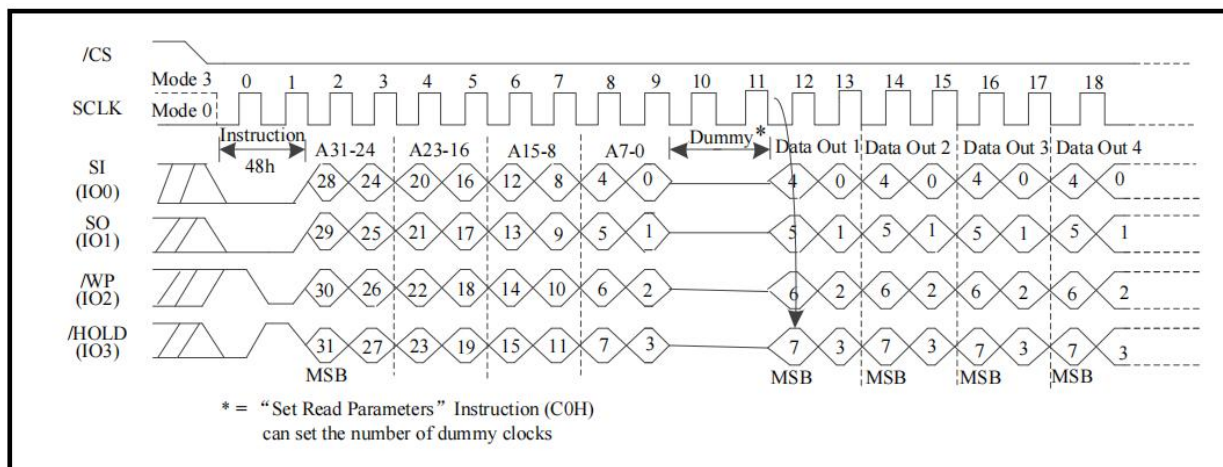 /CS
Mode 3 0 1 2 3 4 5 6 7 8 9 10 11 12 13 14 15 16 17 18
SCLK Mode 0
Instruction Dummy *
48h A31-24 A23-16 A15-8 A7-0 Data Out 1 Data Out 2 Data Out 3 Data Out 4
SI
(IO0) 28 24 20 16 12 8 4 0 4 0 4 0 4 0 4 0
SO
(IO1) 29 25 21 17 13 9 5 1 5 1 5 1 5 1 5 1
/WP
(IO2) 30 26 22 18 14 10 6 2 6 2 6 2 6 2 6 2
/HOLD
(IO3) 31 27 23 19 15 11 7 3 7 3 7 3 7 3 7 3
MSB MSB MSB MSB MSB
* = “Set Read Parameters” Instruction (C0H)
can set the number of dummy clocks